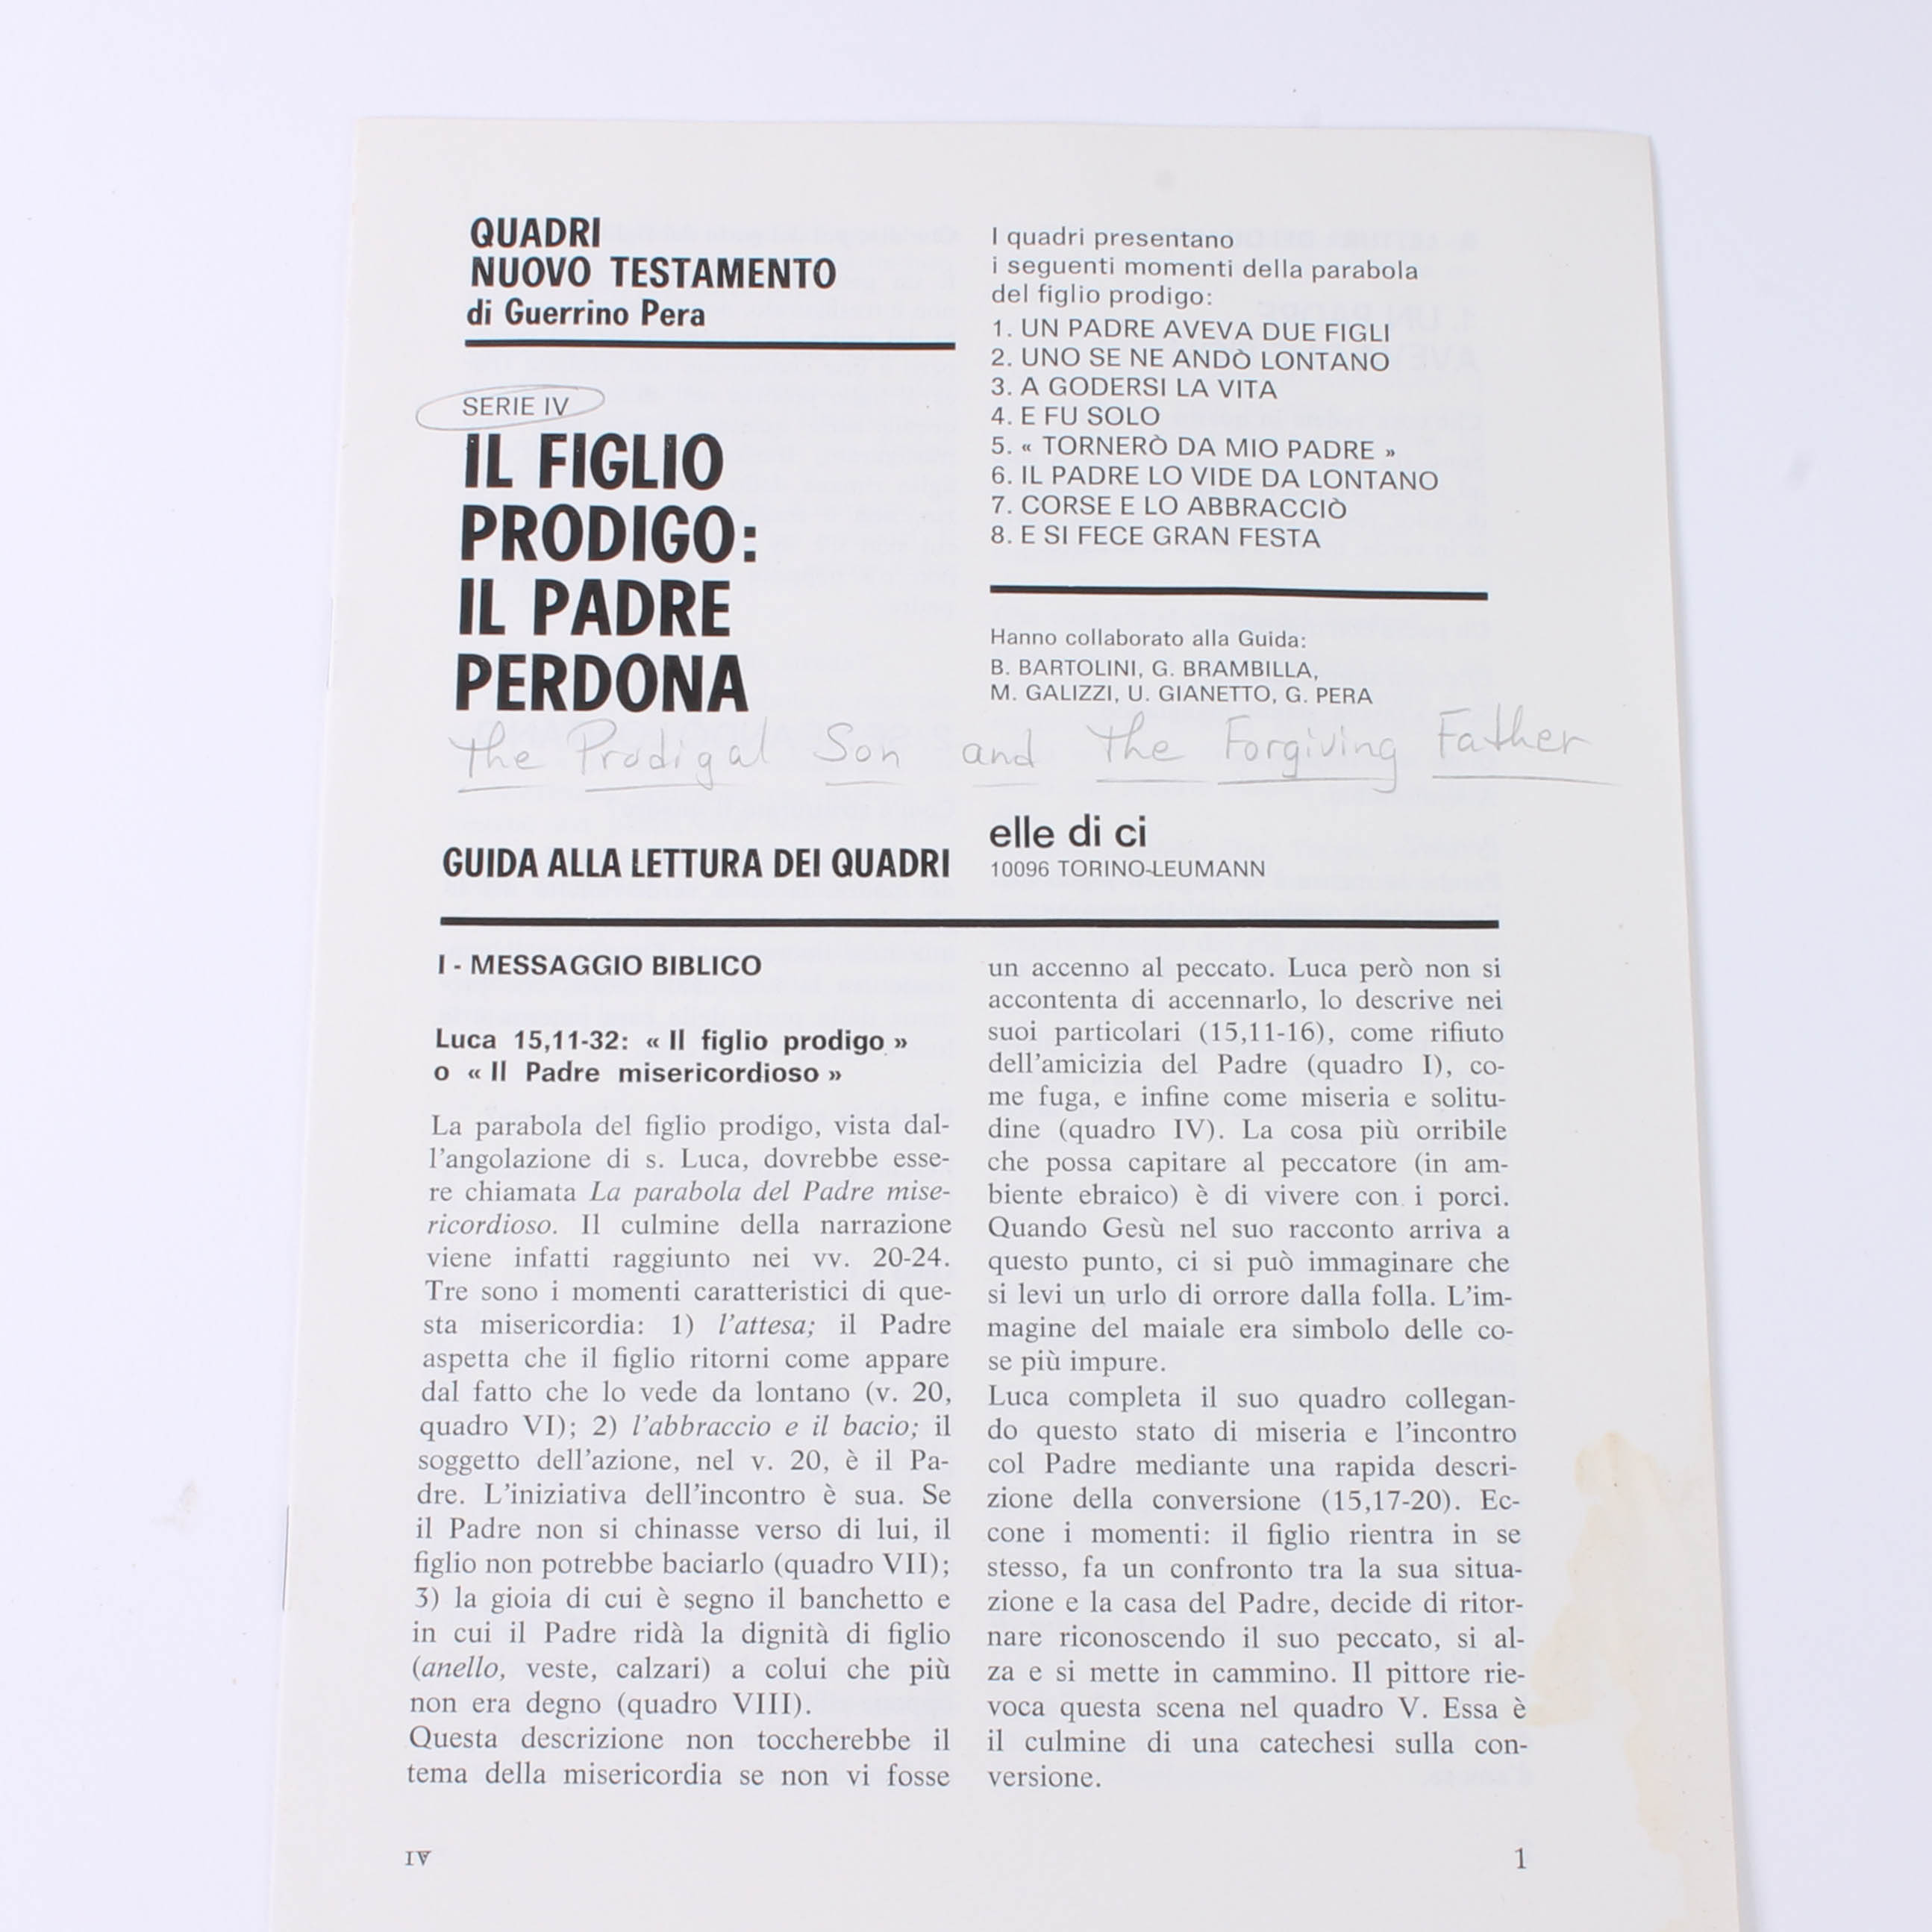 QUADRI
NUOVO TESTAMENTO
di Guerrino Pera
SERIE IV
IL FIGLIO
PRODIGO:
IL PADRE
PERDONA
I quadri presentano
i seguenti momenti della parabola
del figlio prodigo:
1. UN PADRE AVEVA DUE FIGLI
2. UNO SE NE ANDÒ LONTANO
3. A GODERSI LA VITA
4. E FU SOLO
5. « TORNERÒ DA MIO PADRE »
6. IL PADRE LO VIDE DA LONTANO
7. CORSE E LO ABBRACCIÒ
8. E SI FECE GRAN FESTA
Hanno collaborato alla Guida:
B. BARTOLINI, G. BRAMBILLA,
M. GALIZZI, U. GIANETTO, G. PERA
The Prodigal Son and The Forgiving Father
GUIDA ALLA LETTURA DEI QUADRI
elle di ci
10096 TORINO-LEUMANN
I - MESSAGGIO BIBLICO
Luca 15,11-32: « Il figlio prodigo »
o « Il Padre misericordioso »
La parabola del figlio prodigo, vista dal-
l'angolazione di s. Luca, dovrebbe esse-
re chiamata La parabola del Padre mise-
ricordioso. Il culmine della narrazione
viene infatti raggiunto nei vv. 20-24.
Tre sono i momenti caratteristici di que-
sta misericordia: 1) l'attesa; il Padre
aspetta che il figlio ritorni come appare
dal fatto che lo vede da lontano (v. 20,
quadro VI); 2) l'abbraccio e il bacio; il
soggetto dell'azione, nel v. 20, è il Pa-
dre. L'iniziativa dell'incontro è sua. Se
il Padre non si chinasse verso di lui, il
figlio non potrebbe baciarlo (quadro VII);
3) la gioia di cui è segno il banchetto e
in cui il Padre ridà la dignità di figlio
(anello, veste, calzari) a colui che più
non era degno (quadro VIII).
Questa descrizione non toccherebbe il
tema della misericordia se non vi fosse
un accenno al peccato. Luca però non si
accontenta di accennarlo, lo descrive nei
suoi particolari (15,11-16), come rifiuto
dell'amicizia del Padre (quadro I), co-
me fuga, e infine come miseria e solitu-
dine (quadro IV). La cosa più orribile
che possa capitare al peccatore (in am-
biente ebraico) è di vivere con i porci.
Quando Gesù nel suo racconto arriva a
questo punto, ci si può immaginare che
si levi un urlo di orrore dalla folla. L'im-
magine del maiale era simbolo delle co-
se più impure.
Luca completa il suo quadro collegan-
do questo stato di miseria e l'incontro
col Padre mediante una rapida descri-
zione della conversione (15,17-20). Ec-
cone i momenti: il figlio rientra in se
stesso, fa un confronto tra la sua situa-
zione e la casa del Padre, decide di ritor-
nare riconoscendo il suo peccato, si al-
za e si mette in cammino. Il pittore rie-
voca questa scena nel quadro V. Essa è
il culmine di una catechesi sulla con-
versione.
IV
1